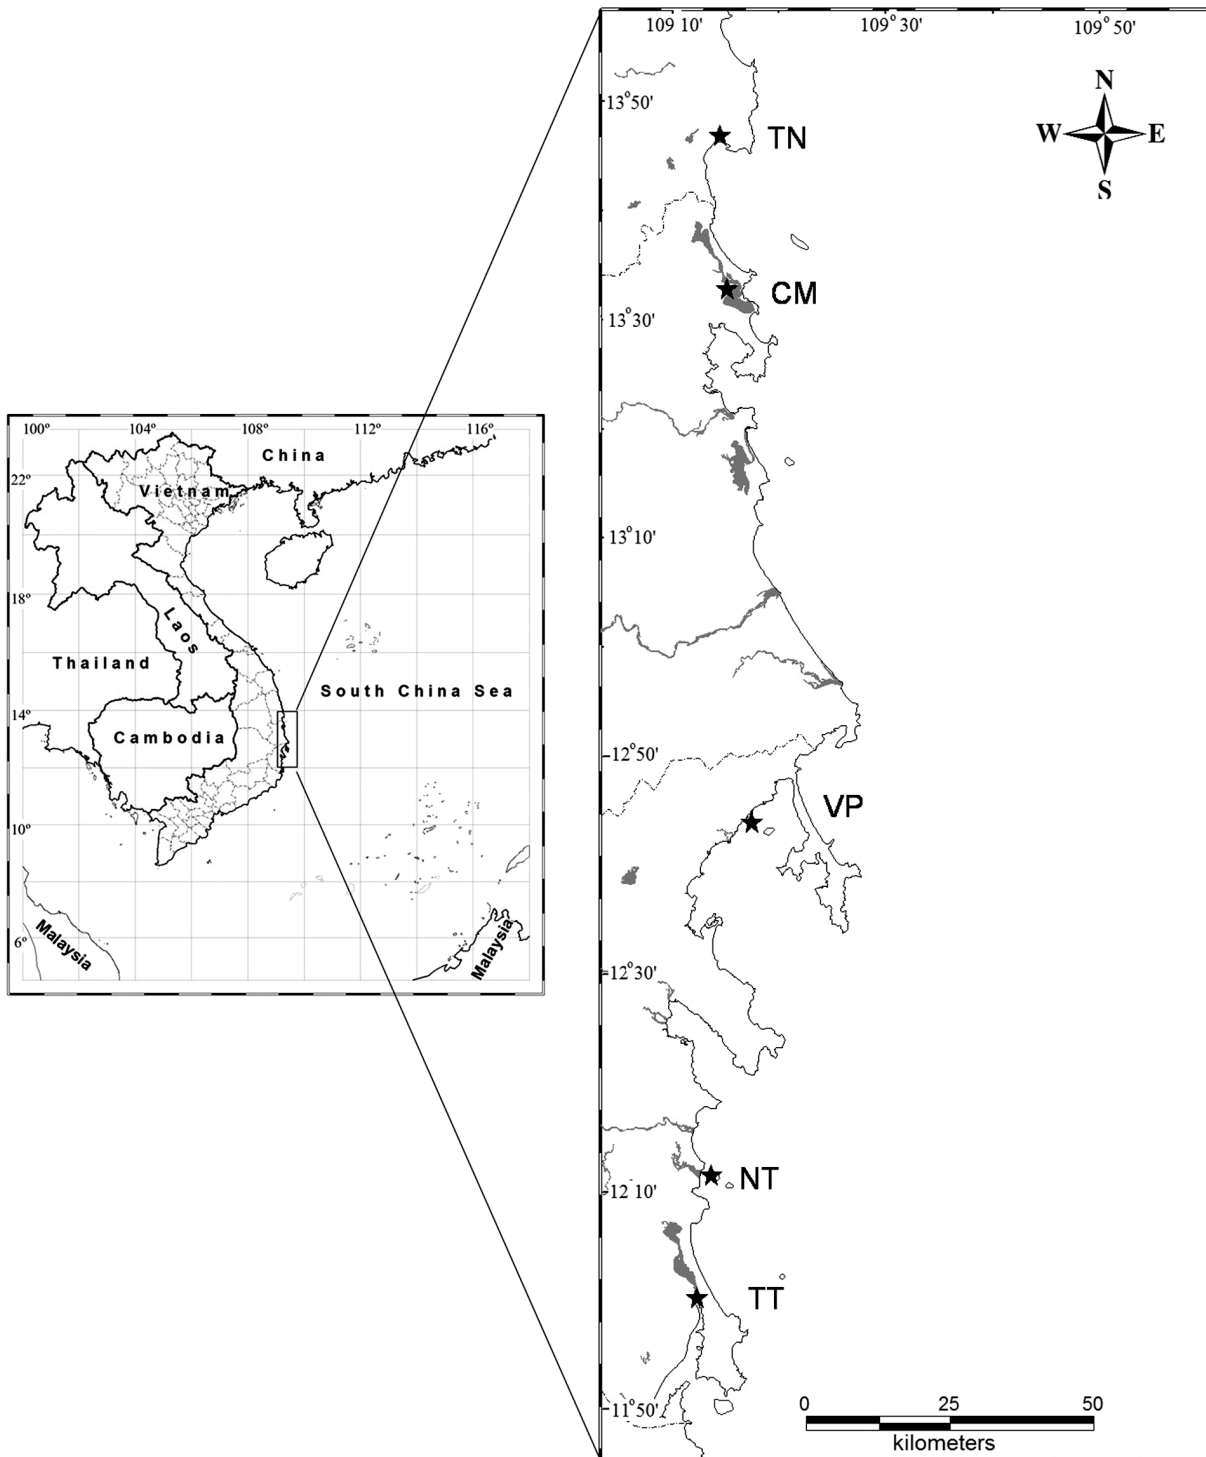 109°10'
109°30'
109°50'
13°50'
N
W
E
S
TN
CM
13°30'
100°
104°
108°
112°
116°
China
22°
Vietnam
13°10'
18°
Laos
Thailand
South China Sea
14°
Cambodia
12°50'
VP
10°
6°
Malaysia
Malaysia
12°30'
12°10'
NT
TT
11°50'
0
25
50
kilometers